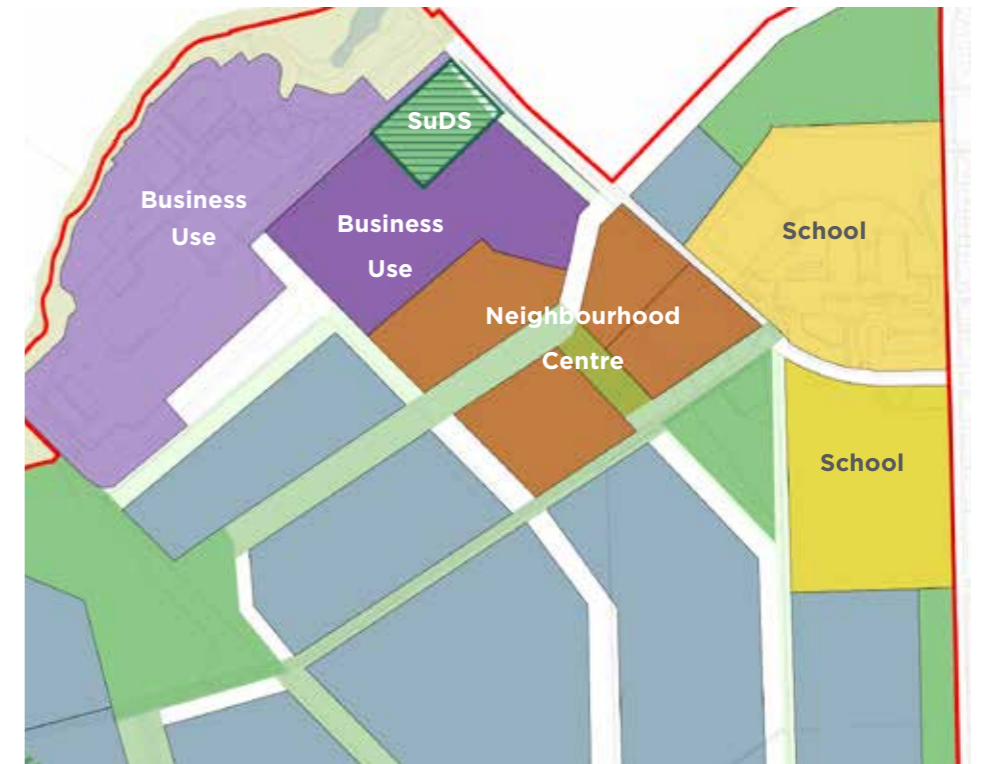 SuDS
Business
Use
Business
Use
School
Neighbourhood
Centre
School